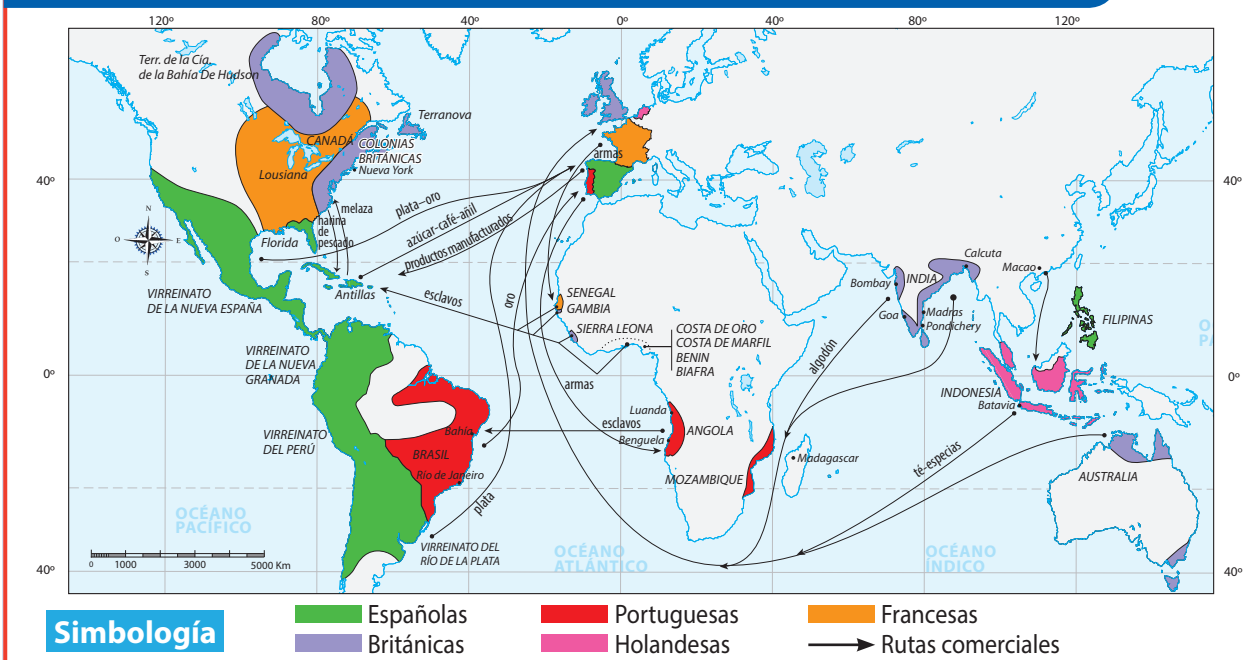 120º 80º 40º 0º 40º 80º 120º
Terr. de la Cía.
de la Bahía De Hudson
Terranova
CANADÁ
COLONIAS
BRITÁNICAS
Nueva York
Lousiana
armas
40º
40º
N
O
E
S
melaza
harina
de
pescado
plata–oro
azúcar-café-añil
productos manufacturados
Florida
Antillas
VIRREINATO
DE LA NUEVA ESPAÑA
esclavos
oro
SENEGAL
GAMBIA
SIERRA LEONA
COSTA DE ORO
COSTA DE MARFIL
BENIN
BIAFRA
armas
Calcuta
Macao
Bombay
INDIA
Goa
Madras
Pondichery
FILIPINAS
algodón
VIRREINATO
DE LA NUEVA
GRANADA
0º
0º
INDONESIA
Batavia
Luanda
esclavos
ANGOLA
Benguela
Bahía
VIRREINATO
DEL PERÚ
BRASIL
Río de Janeiro
MOZAMBIQUE
Madagascar
té-especias
AUSTRALIA
plata
OCÉANO
PACÍFICO
VIRREINATO DEL
RÍO DE LA PLATA
OCÉANO
ATLÁNTICO
OCÉANO
ÍNDICO
O
PA
0 1000 3000 5000 Km
40º
40º
Simbología
Españolas
Portuguesas
Francesas
Británicas
Holandesas
Rutas comerciales